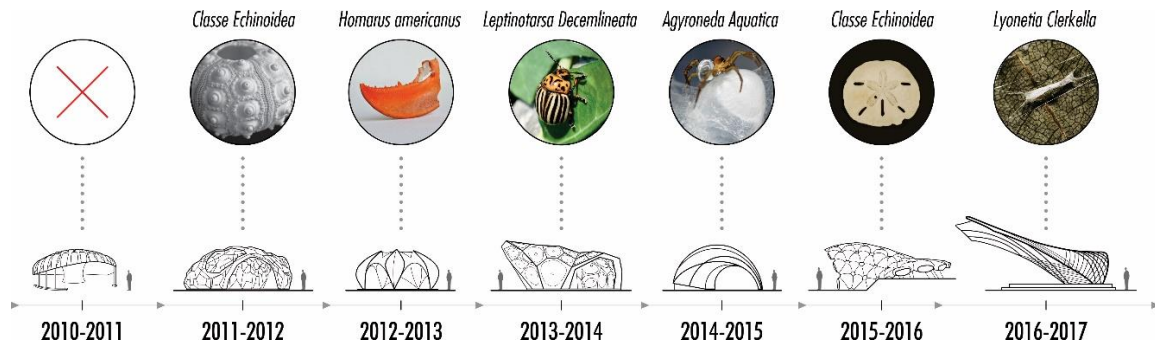 Classe Echinoidea
Homarus americanus
Leptinotarsa Decemlineata
Agyroneda Aquatica
Classe Echinoidea
Lyonetia Clerkella
2010-2011
2011-2012
2012-2013
2013-2014
2014-2015
2015-2016
2016-2017